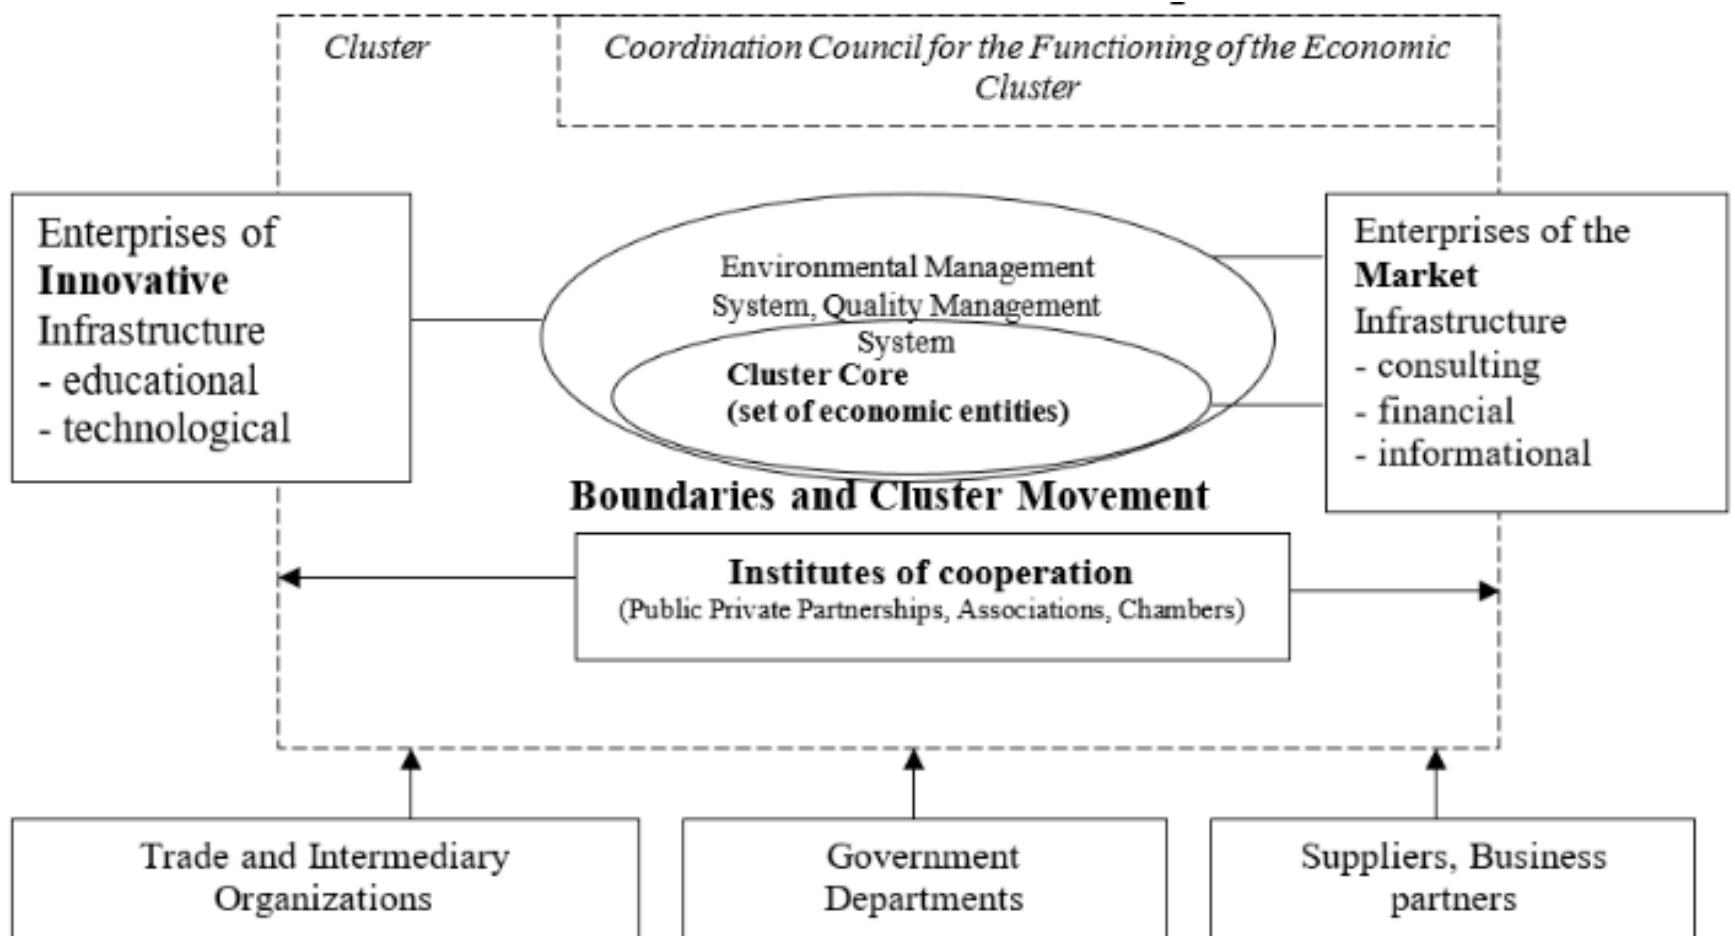 Cluster
Coordination Council for the Functioning of the Economic
Cluster
Enterprises of
Innovative
Infrastructure
- educational
- technological
Environmental Management
System, Quality Management
System
Cluster Core
(set of economic entities)
Enterprises of the
Market
Infrastructure
- consulting
- financial
- informational
Boundaries and Cluster Movement
Institutes of cooperation
(Public Private Partnerships, Associations, Chambers)
Trade and Intermediary
Organizations
Government
Departments
Suppliers, Business
partners